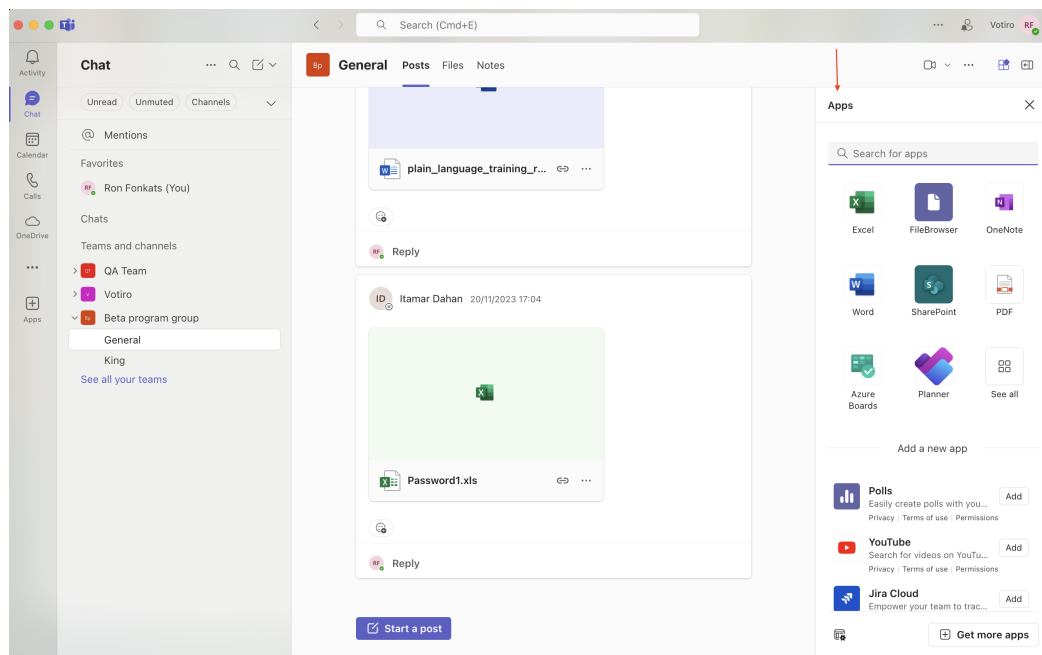 Search (Cmd+E)
Votiro
RF
Activity
Chat
Calendar
Calls
OneDrive
Apps
Chat
Unread
Muted
Channels
@ Mentions
Favorites
RF Ron Fonkats (You)
Chats
Teams and channels
QT QA Team
V Votiro
Bp Beta program group
General
King
See all your teams
Bp General Posts Files Notes
plain_language_training_r...
RF Reply
ID Itamar Dahan 20/11/2023 17:04
Password1.xls
RF Reply
Start a post
Apps
Search for apps
Excel FileBrowser OneNote
Word SharePoint PDF
Azure Boards
Planner
See all
Add a new app
Polls
Easily create polls with you...
Privacy | Terms of use | Permissions
Add
YouTube
Search for videos on YouTu...
Privacy | Terms of use | Permissions
Add
Jira Cloud
Empower your team to trac...
Add
Get more apps